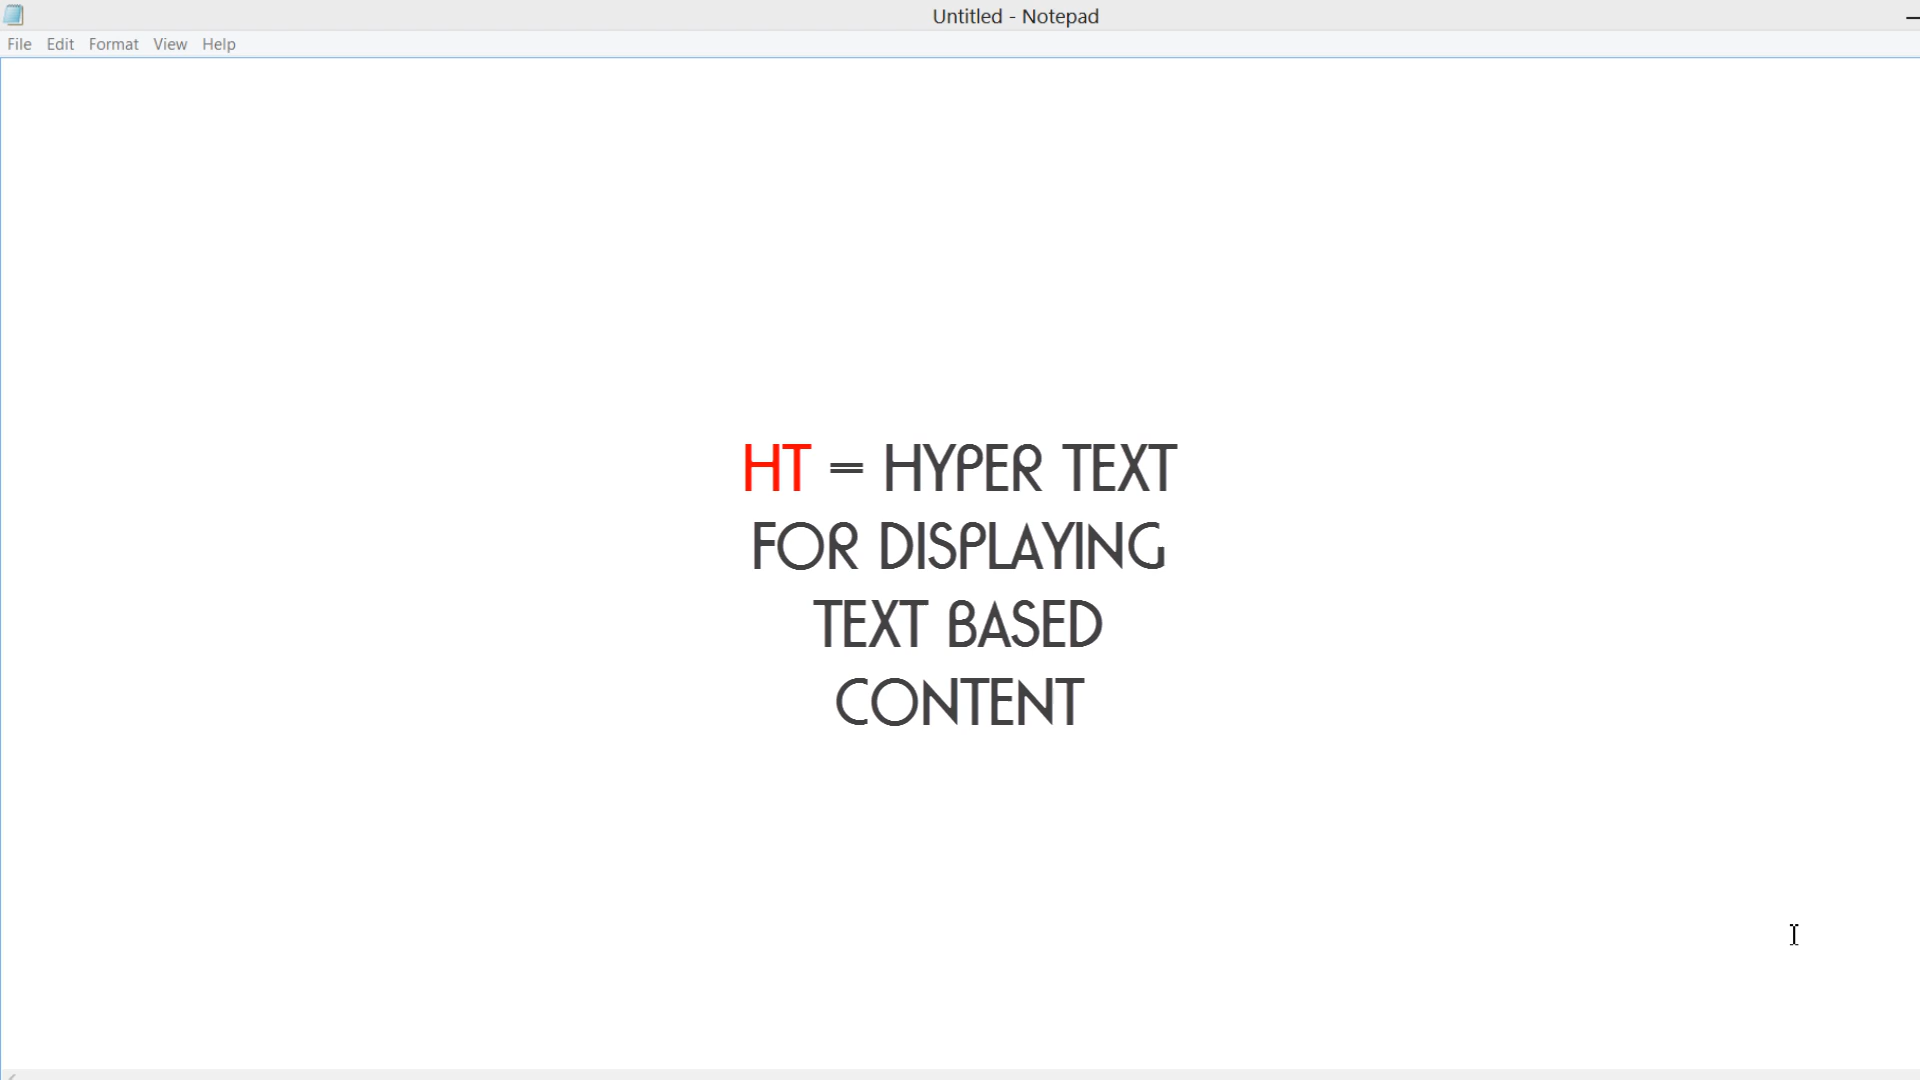 Untitled - Notepad
File Edit Format View Help
HT = HYPER TEXT
FOR DISPLAYING
TEXT BASED
CONTENT